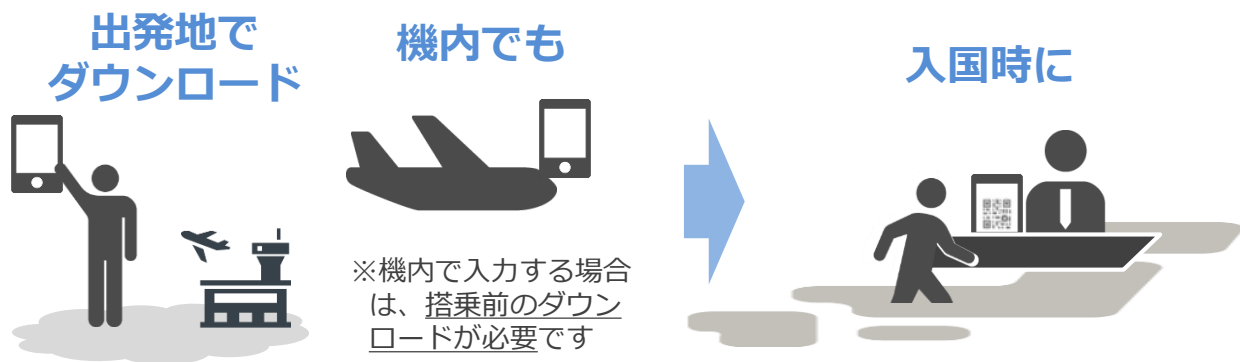 出発地で
ダウンロード
機内でも
※機内で入力する場合
は、搭乗前のダウン
ロードが必要です
入国時に